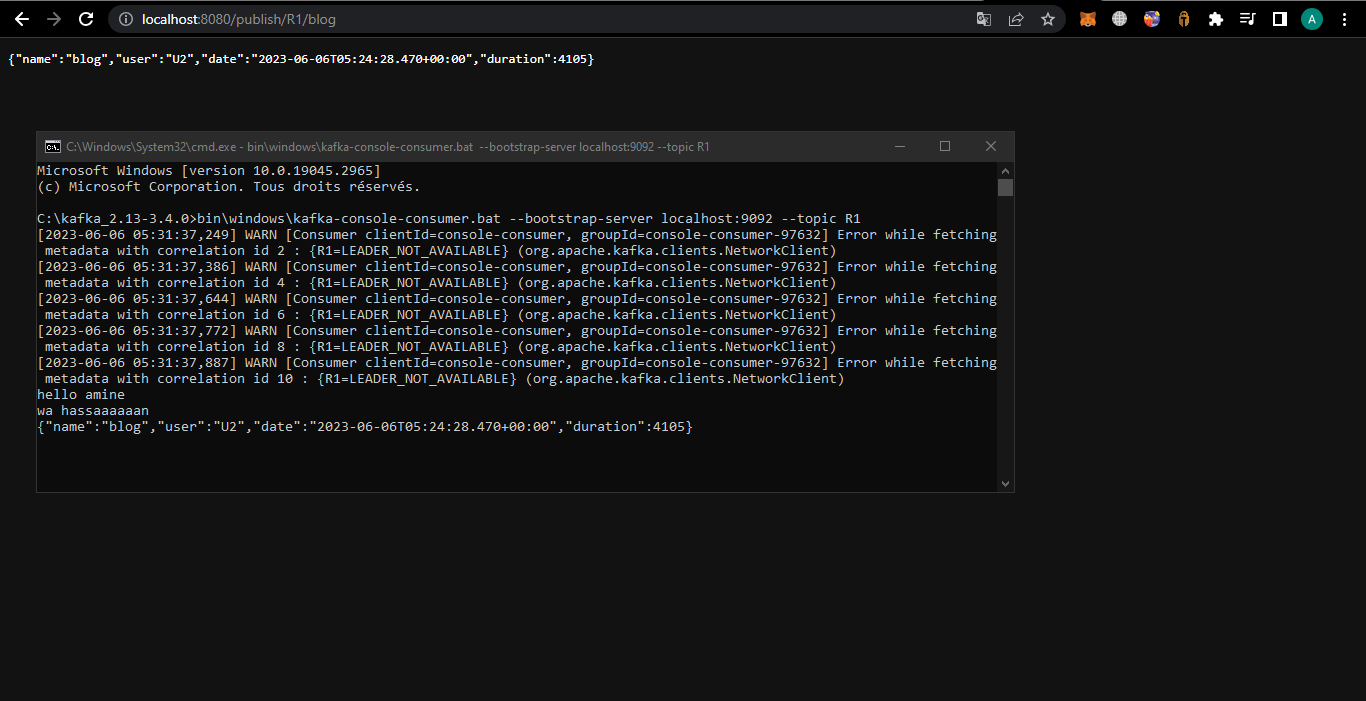 localhost:8080/publish/R1/blog
A
{"name":"blog","user":"U2","date":"2023-06-06T05:24:28.470+00:00","duration":4105}
C:\Windows\System32\cmd.exe - bin\windows\kafka-console-consumer.bat --bootstrap-server localhost:9092 --topic R1
Microsoft Windows [version 10.0.19045.2965]
(c) Microsoft Corporation. Tous droits réservés.
C:\kafka_2.13-3.4.0>bin\windows\kafka-console-consumer.bat --bootstrap-server localhost:9092 --topic R1
[2023-06-06 05:31:37,249] WARN [Consumer clientId=console-consumer, groupId=console-consumer-97632] Error while fetching
metadata with correlation id 2 : {R1=LEADER_NOT_AVAILABLE} (org.apache.kafka.clients.NetworkClient)
[2023-06-06 05:31:37,386] WARN [Consumer clientId=console-consumer, groupId=console-consumer-97632] Error while fetching
metadata with correlation id 4 : {R1=LEADER_NOT_AVAILABLE} (org.apache.kafka.clients.NetworkClient)
[2023-06-06 05:31:37,644] WARN [Consumer clientId=console-consumer, groupId=console-consumer-97632] Error while fetching
metadata with correlation id 6 : {R1=LEADER_NOT_AVAILABLE} (org.apache.kafka.clients.NetworkClient)
[2023-06-06 05:31:37,772] WARN [Consumer clientId=console-consumer, groupId=console-consumer-97632] Error while fetching
metadata with correlation id 8 : {R1=LEADER_NOT_AVAILABLE} (org.apache.kafka.clients.NetworkClient)
[2023-06-06 05:31:37,887] WARN [Consumer clientId=console-consumer, groupId=console-consumer-97632] Error while fetching
metadata with correlation id 10 : {R1=LEADER_NOT_AVAILABLE} (org.apache.kafka.clients.NetworkClient)
hello amine
wa hassaaaaaan
{"name":"blog","user":"U2","date":"2023-06-06T05:24:28.470+00:00","duration":4105}